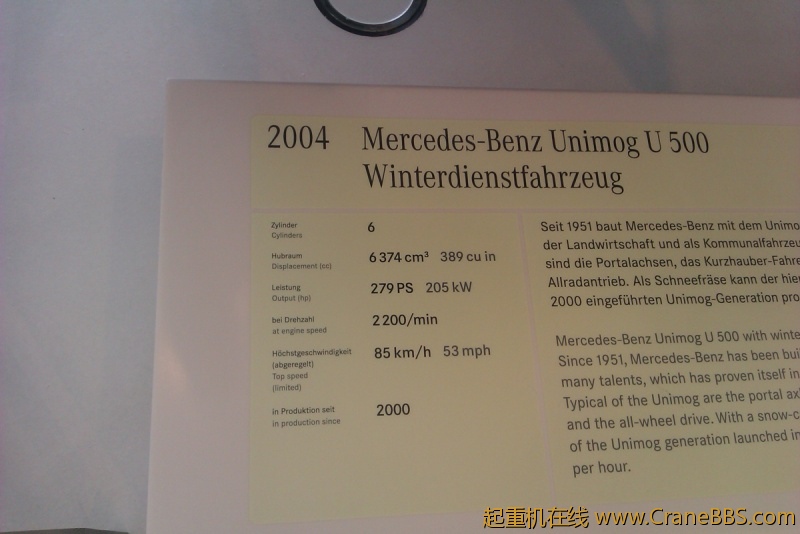 2004 Mercedes-Benz Unimog U 500
Winterdienstfahrzeug
Zylinder
Cylinders
6
Hubraum
Displacement (cc)
6 374 cm³ 389 cu in
Leistung
Output (hp)
279 PS 205 kW
bei Drehzahl
at engine speed
2 200/min
Höchstgeschwindigkeit
(abgeregelt)
Top speed
(limited)
85 km/h 53 mph
in Produktion seit
in production since
2000
Seit 1951 baut Mercedes-Benz mit dem Unimo
der Landwirtschaft und als Kommunalfahrzeu
sind die Portalachsen, das Kurzhauber-Fahre
Allradantrieb. Als Schneefräse kann der hie
2000 eingeführten Unimog-Generation pro
Mercedes-Benz Unimog U 500 with winte
Since 1951, Mercedes-Benz has been bui
many talents, which has proven itself in
Typical of the Unimog are the portal ax
and the all-wheel drive. With a snow-c
of the Unimog generation launched in
per hour.
起重机在线 www.CraneBBS.com